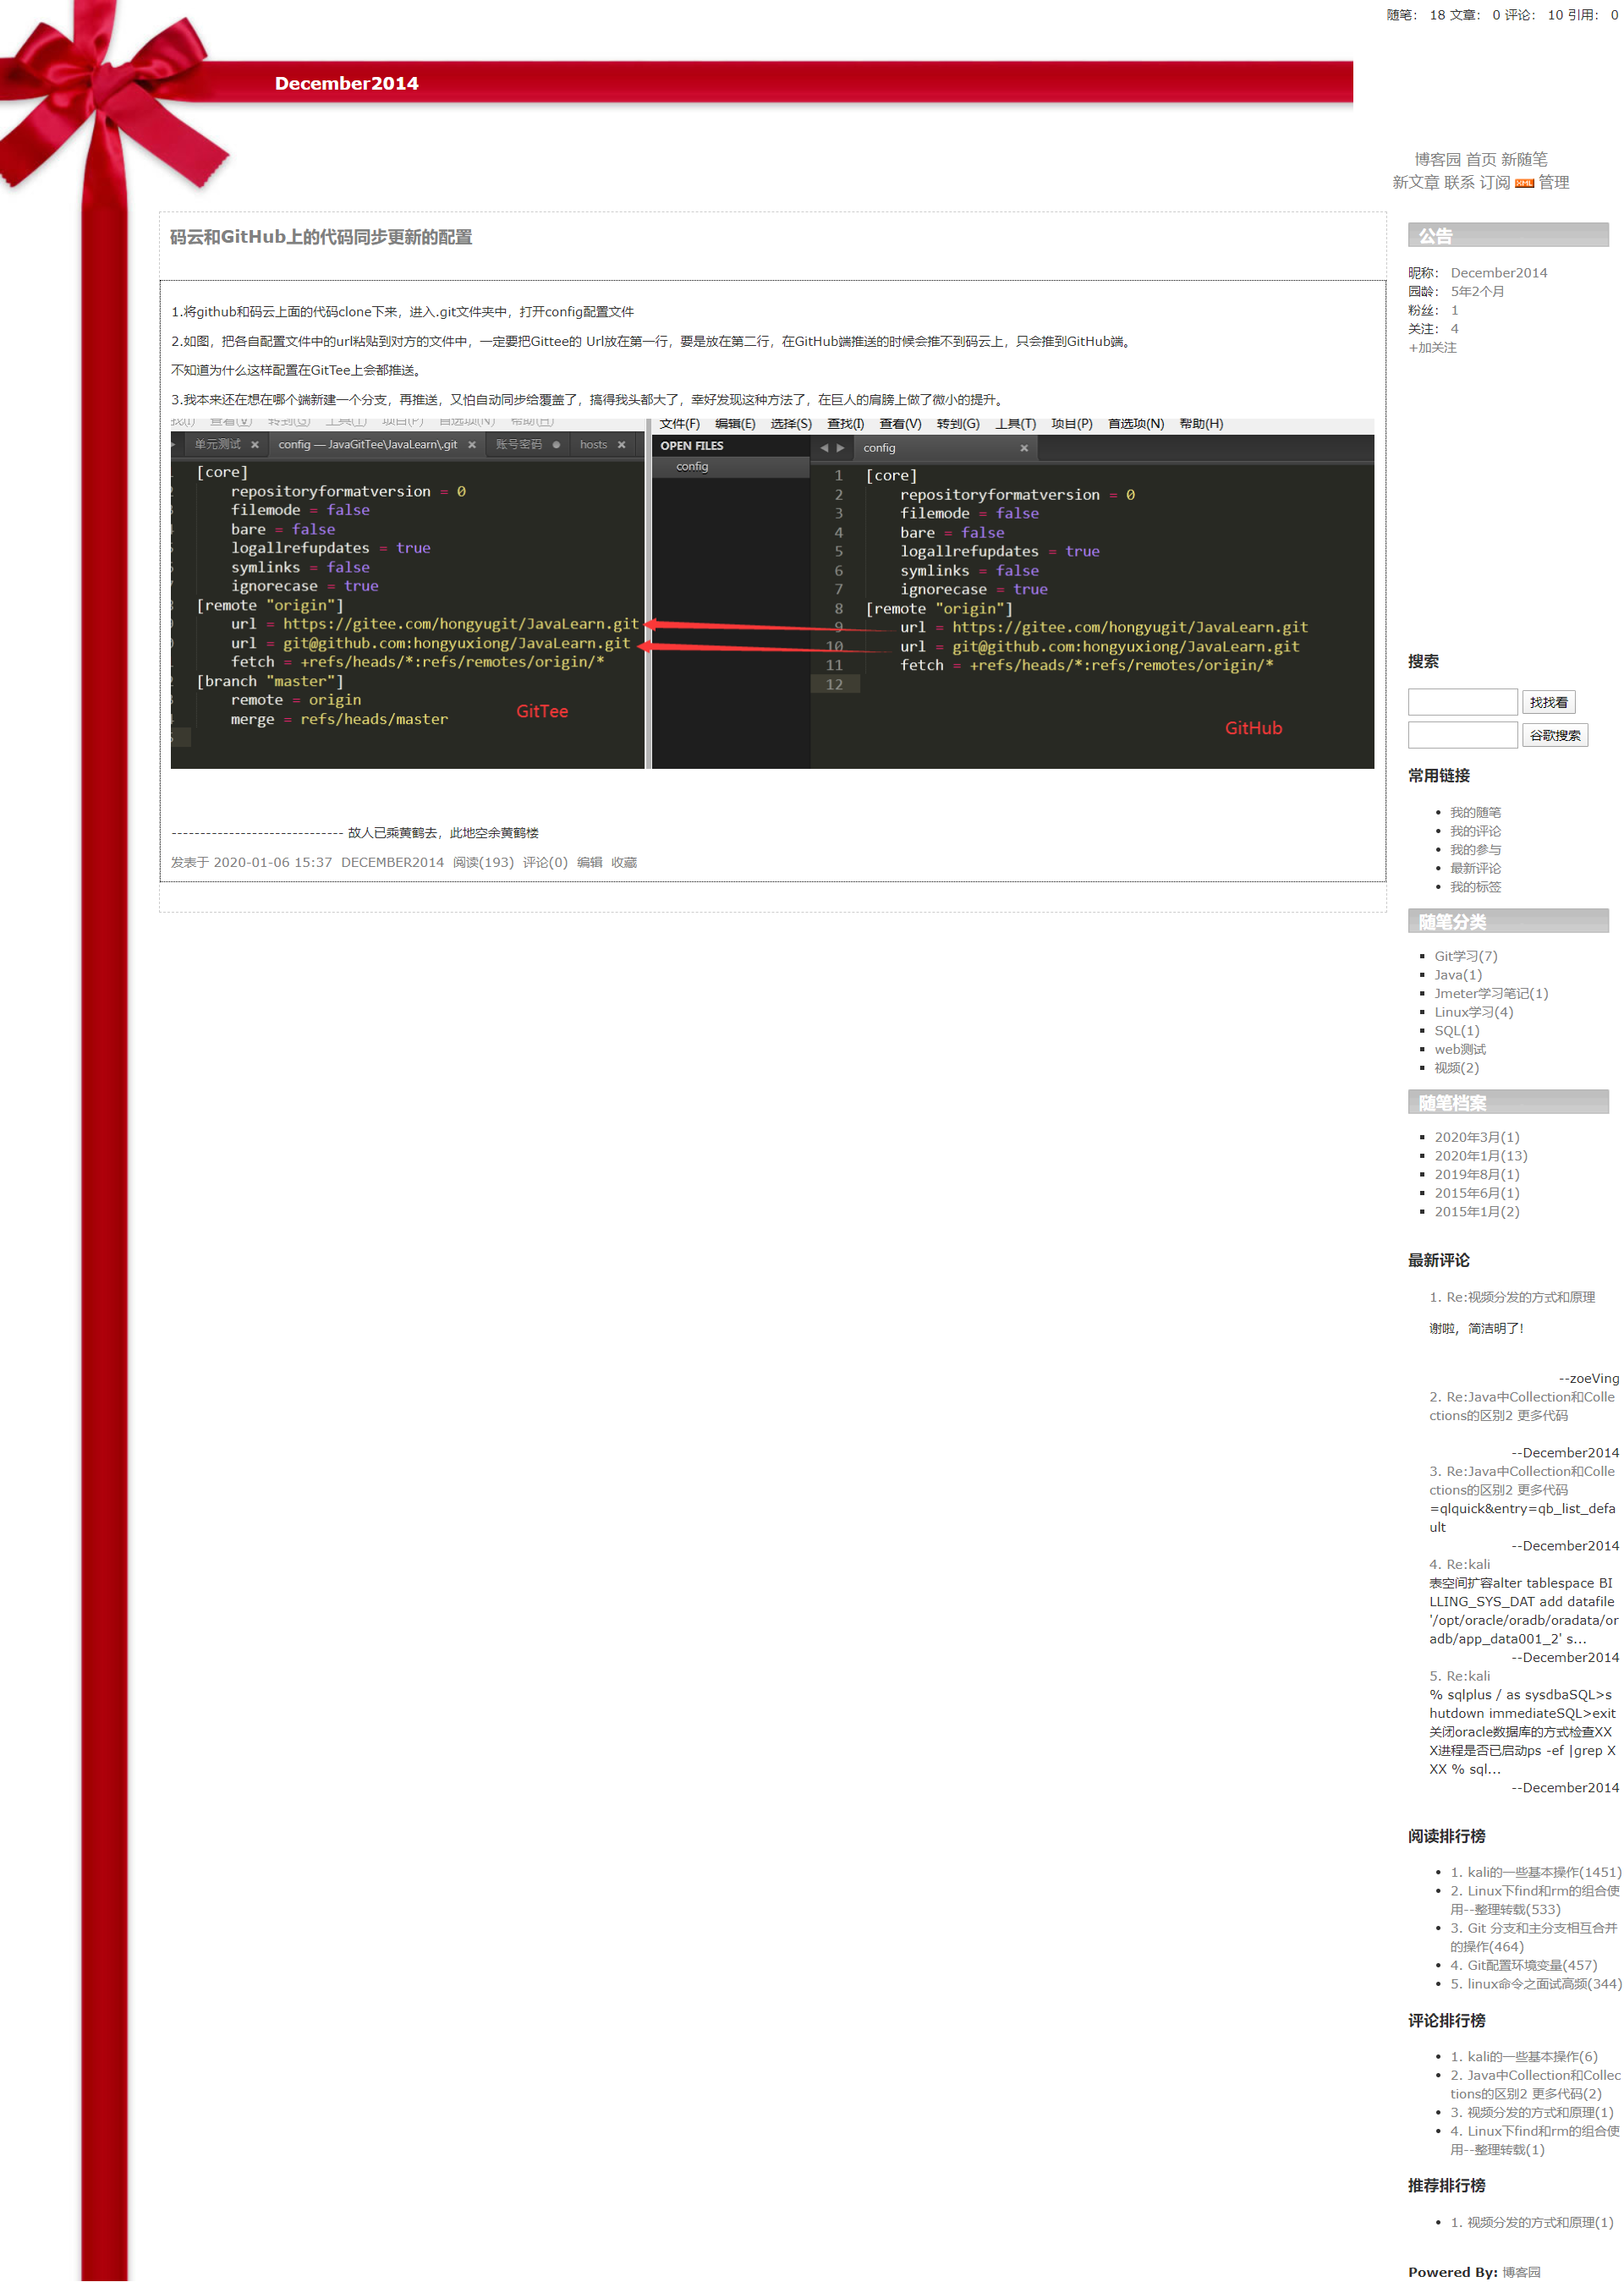 随笔： 18 文章： 0 评论： 10 引用： 0
December2014
博客园 首页 新随笔
新文章 联系 订阅 XML 管理
码云和GitHub上的代码同步更新的配置
1.将github和码云上面的代码clone下来，进入.git文件夹中，打开config配置文件
2.如图，把各自配置文件中的url粘贴到对方的文件中，一定要把Gittee的 Url放在第一行，要是放在第二行，在GitHub端推送的时候会推不到码云上，只会推到GitHub端。
不知道为什么这样配置在GitTee上会都推送。
3.我本来还在想在哪个端新建一个分支，再推送，又怕自动同步给覆盖了，搞得我头都大了，幸好发现这种方法了，在巨人的肩膀上做了微小的提升。
找(I) 查看(V) 转到(G) 工具(T) 项目(P) 首选项(N) 帮助(H)
单元测试 config — JavaGitTee\JavaLearn\.git 账号密码 hosts
[core]
repositoryformatversion = 0
filemode = false
bare = false
logallrefupdates = true
symlinks = false
ignorecase = true
[remote "origin"]
url = https://gitee.com/hongyugit/JavaLearn.git
url = git@github.com:hongyuxiong/JavaLearn.git
fetch = +refs/heads/*:refs/remotes/origin/*
[branch "master"]
remote = origin
merge = refs/heads/master
GitTee
文件(F) 编辑(E) 选择(S) 查找(I) 查看(V) 转到(G) 工具(T) 项目(P) 首选项(N) 帮助(H)
OPEN FILES
config
config
1 [core]
2 repositoryformatversion = 0
3 filemode = false
4 bare = false
5 logallrefupdates = true
6 symlinks = false
7 ignorecase = true
8 [remote "origin"]
9 url = https://gitee.com/hongyugit/JavaLearn.git
10 url = git@github.com:hongyuxiong/JavaLearn.git
11 fetch = +refs/heads/*:refs/remotes/origin/*
12
GitHub
------------------------------ 故人已乘黄鹤去，此地空余黄鹤楼
发表于 2020-01-06 15:37 DECEMBER2014 阅读(193) 评论(0) 编辑 收藏
公告
昵称： December2014
园龄： 5年2个月
粉丝： 1
关注： 4
+加关注
搜索
找找看
谷歌搜索
常用链接
我的随笔
我的评论
我的参与
最新评论
我的标签
随笔分类
Git学习(7)
Java(1)
Jmeter学习笔记(1)
Linux学习(4)
SQL(1)
web测试
视频(2)
随笔档案
2020年3月(1)
2020年1月(13)
2019年8月(1)
2015年6月(1)
2015年1月(2)
最新评论
1. Re:视频分发的方式和原理
谢啦，简洁明了！
--zoeVing
2. Re:Java中Collection和Colle
ctions的区别2 更多代码
--December2014
3. Re:Java中Collection和Colle
ctions的区别2 更多代码
=qlquick&entry=qb_list_defa
ult
--December2014
4. Re:kali
表空间扩容alter tablespace BI
LLING_SYS_DAT add datafile
'/opt/oracle/oradb/oradata/or
adb/app_data001_2' s...
--December2014
5. Re:kali
% sqlplus / as sysdbaSQL>s
hutdown immediateSQL>exit
关闭oracle数据库的方式检查XX
X进程是否已启动ps -ef |grep X
XX % sql...
--December2014
阅读排行榜
1. kali的一些基本操作(1451)
2. Linux下find和rm的组合使
用--整理转载(533)
3. Git 分支和主分支相互合并
的操作(464)
4. Git配置环境变量(457)
5. linux命令之面试高频(344)
评论排行榜
1. kali的一些基本操作(6)
2. Java中Collection和Collec
tions的区别2 更多代码(2)
3. 视频分发的方式和原理(1)
4. Linux下find和rm的组合使
用--整理转载(1)
推荐排行榜
1. 视频分发的方式和原理(1)
Powered By: 博客园